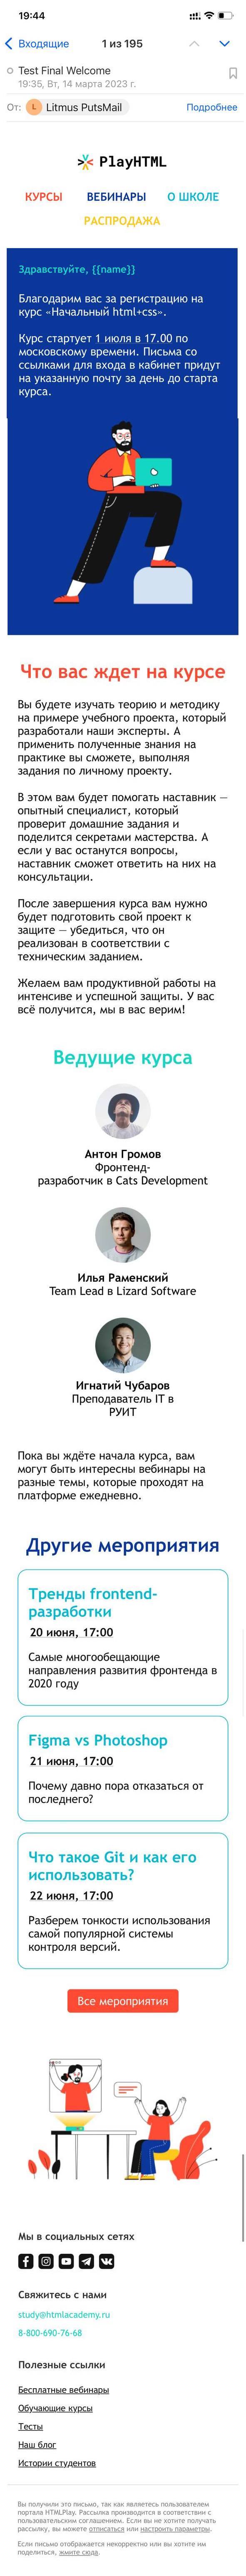 19:44
Входящие
1 из 195
Test Final Welcome
19:35, Вт, 14 марта 2023 г.
От: L Litmus PutsMail Подробнее
PlayHTML
КУРСЫ ВЕБИНАРЫ О ШКОЛЕ
РАСПРОДАЖА
Здравствуйте, {{name}}
Благодарим вас за регистрацию на
курс «Начальный html+css».
Курс стартует 1 июля в 17.00 по
московскому времени. Письма со
ссылками для входа в кабинет придут
на указанную почту за день до старта
курса.
Что вас ждет на курсе
Вы будете изучать теорию и методику
на примере учебного проекта, который
разработали наши эксперты. А
применить полученные знания на
практике вы сможете, выполняя
задания по личному проекту.
В этом вам будет помогать наставник —
опытный специалист, который
проверит домашние задания и
поделится секретами мастерства. А
если у вас останутся вопросы,
наставник сможет ответить на них на
консультации.
После завершения курса вам нужно
будет подготовить свой проект к
защите — убедиться, что он
реализован в соответствии с
техническим заданием.
Желаем вам продуктивной работы на
интенсиве и успешной защиты. У вас
всё получится, мы в вас верим!
Ведущие курса
Антон Громов
Фронтенд-
разработчик в Cats Development
Илья Раменский
Team Lead в Lizard Software
Игнатий Чубаров
Преподаватель IT в
РУИТ
Пока вы ждёте начала курса, вам
могут быть интересны вебинары на
разные темы, которые проходят на
платформе ежедневно.
Другие мероприятия
Тренды frontend-
разработки
20 июня, 17:00
Самые многообещающие
направления развития фронтенда в
2020 году
Figma vs Photoshop
21 июня, 17:00
Почему давно пора отказаться от
последнего?
Что такое Git и как его
использовать?
22 июня, 17:00
Разберем тонкости использования
самой популярной системы
контроля версий.
Все мероприятия
Мы в социальных сетях
Свяжитесь с нами
study@htmlacademy.ru
8-800-690-76-68
Полезные ссылки
Бесплатные вебинары
Обучающие курсы
Тесты
Наш блог
Истории студентов
Вы получили это письмо, так как являетесь пользователем
портала HTMLPlay. Рассылка производится в соответствии с
пользовательским соглашением. Если вы не хотите получать
рассылку, вы можете отписаться или настроить параметры.
Если письмо отображается некорректно или вы хотите им
поделиться, жмите сюда.